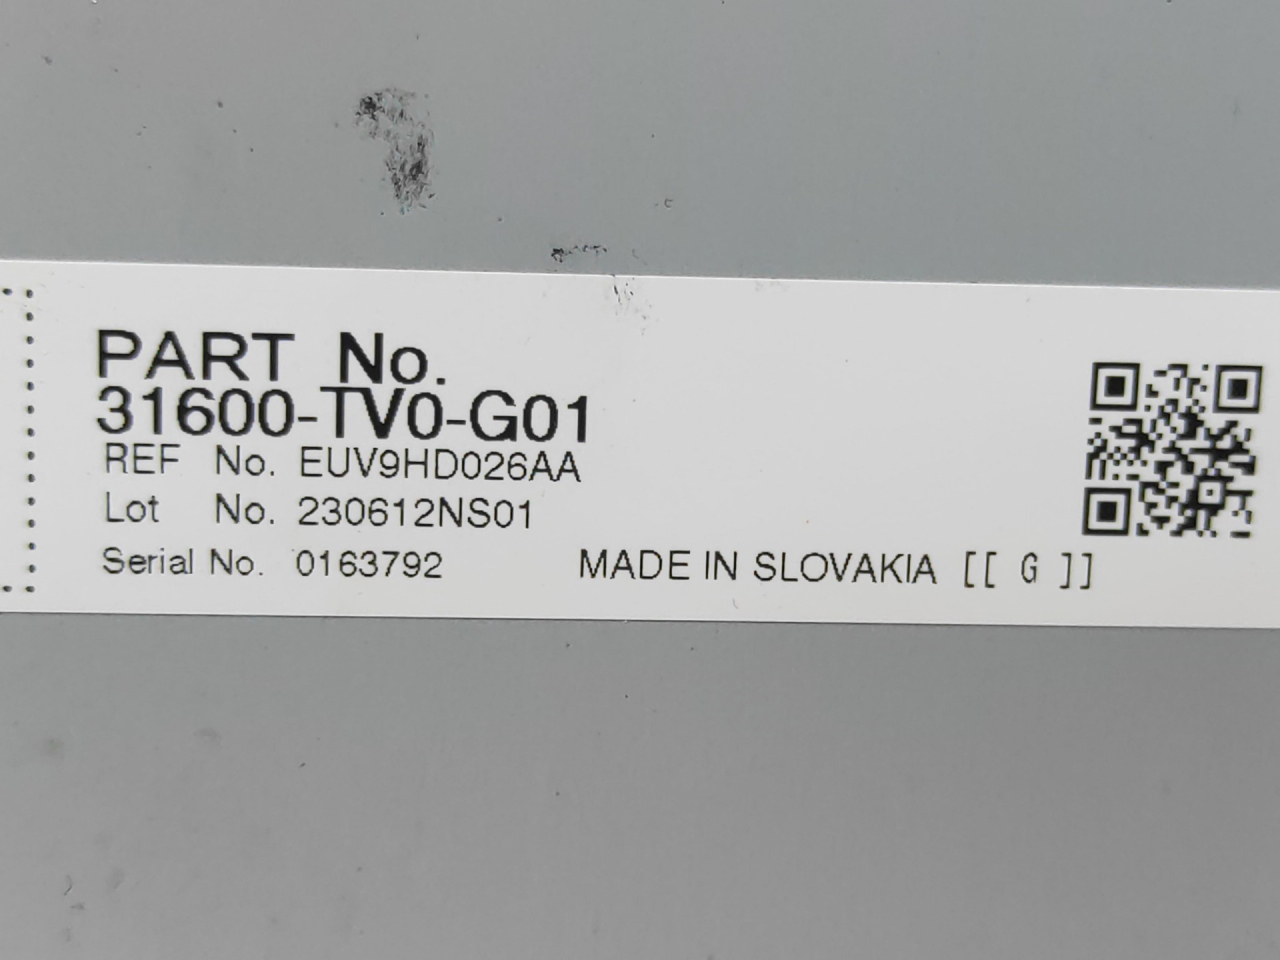 PART No.
31600-TV0-G01
REF No. EUV9HD026AA
Lot No. 230612NS01
Serial No. 0163792 MADE IN SLOVAKIA [[ G ]]